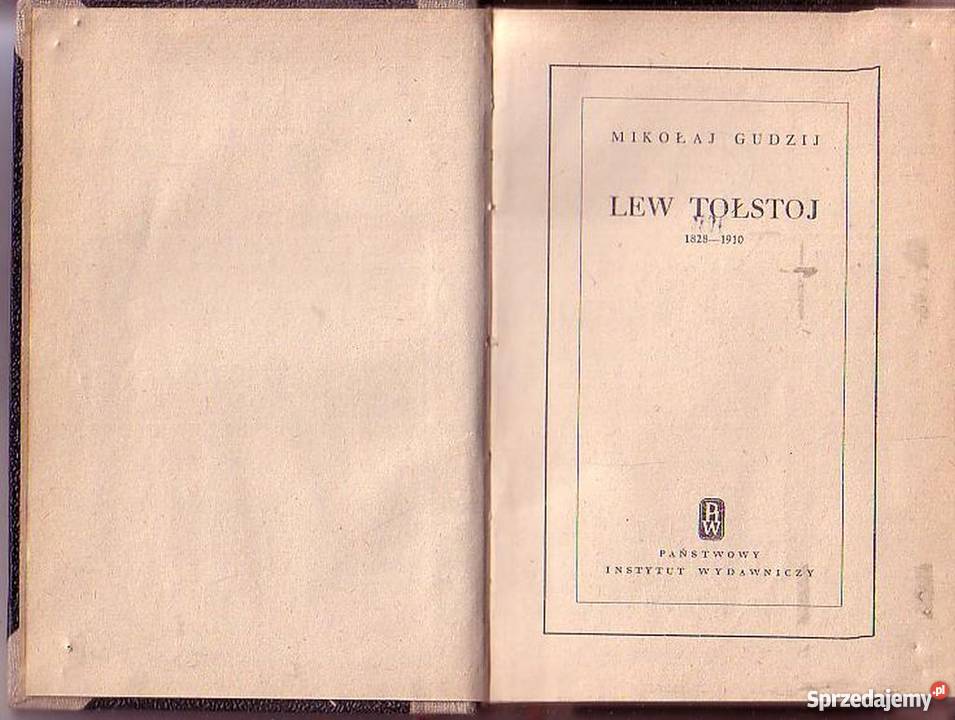 MIKOŁAJ GUDZIJ
LEW TOŁSTOJ
1828—1910
PIW
PAŃSTWOWY
INSTYTUT WYDAWNICZY
Sprzedajemy.pl